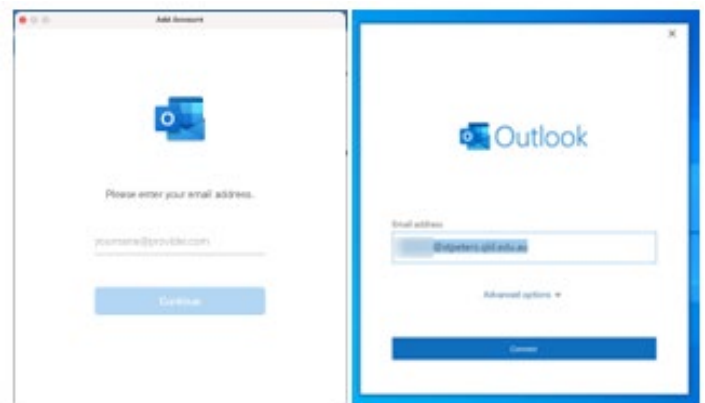 Add Account
Please enter your email address.
yourname@provider.com
Continue
Outlook
Email address
@stpeters.qld.edu.au
Advanced options
Connect